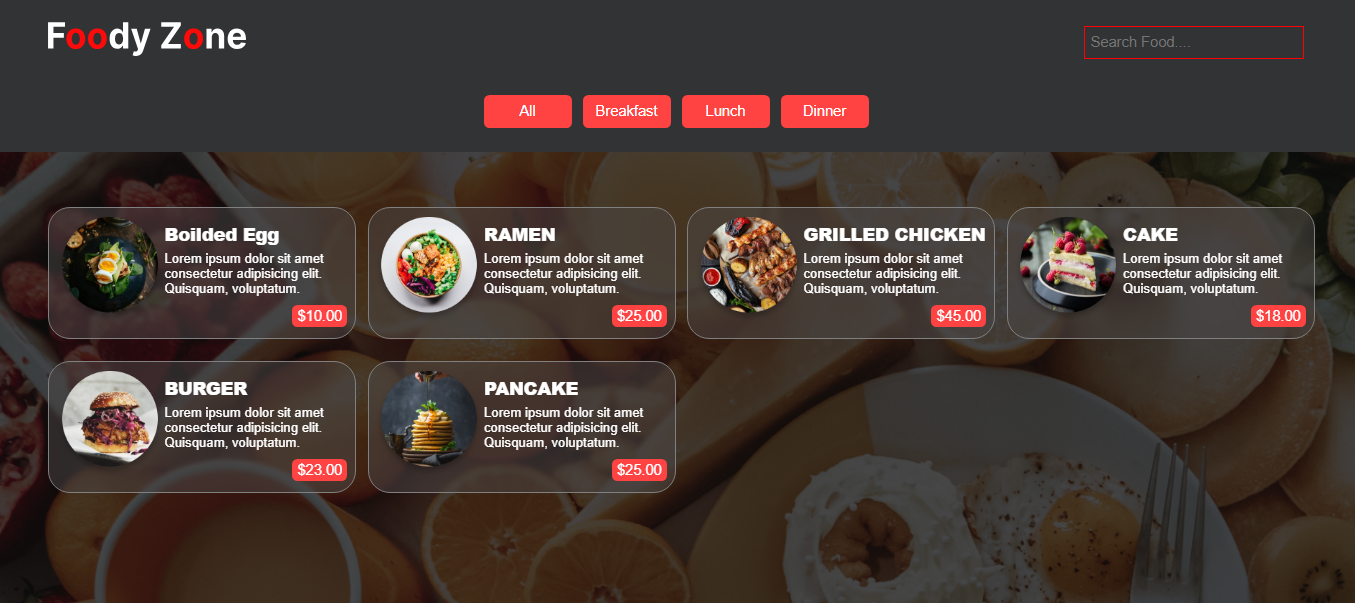 Foody Zone
Search Food....
All
Breakfast
Lunch
Dinner
Boilded Egg
Lorem ipsum dolor sit amet
consectetur adipisicing elit.
Quisquam, voluptatum.
$10.00
RAMEN
Lorem ipsum dolor sit amet
consectetur adipisicing elit.
Quisquam, voluptatum.
$25.00
GRILLED CHICKEN
Lorem ipsum dolor sit amet
consectetur adipisicing elit.
Quisquam, voluptatum.
$45.00
CAKE
Lorem ipsum dolor sit amet
consectetur adipisicing elit.
Quisquam, voluptatum.
$18.00
BURGER
Lorem ipsum dolor sit amet
consectetur adipisicing elit.
Quisquam, voluptatum.
$23.00
PANCAKE
Lorem ipsum dolor sit amet
consectetur adipisicing elit.
Quisquam, voluptatum.
$25.00